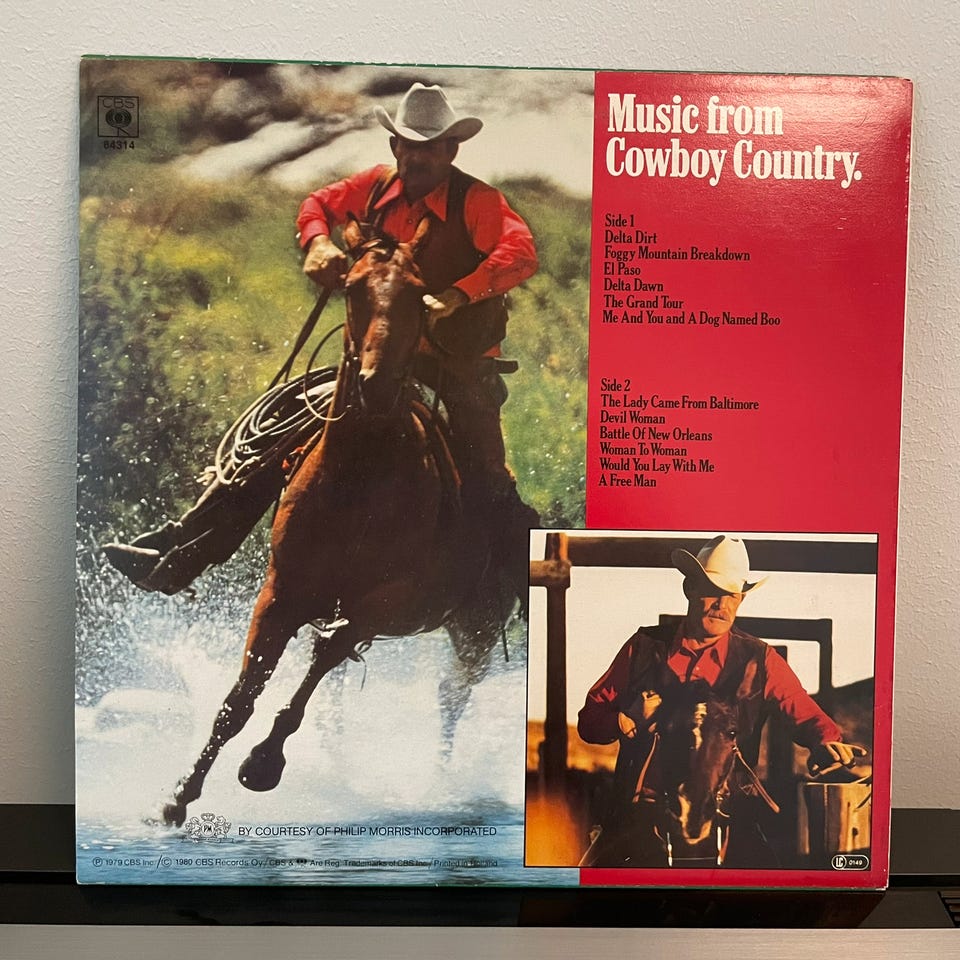 CBS
84314
Music from
Cowboy Country.
Side 1
Delta Dirt
Foggy Mountain Breakdown
El Paso
Delta Dawn
The Grand Tour
Me And You and A Dog Named Boo
Side 2
The Lady Came From Baltimore
Devil Woman
Battle Of New Orleans
Woman To Woman
Would You Lay With Me
A Free Man
PM
BY COURTESY OF PHILIP MORRIS INCORPORATED
Ⓟ 1979 CBS Inc./© 1980 CBS Records Oy/CBS & Are Reg. Trademarks of CBS Inc./Printed in
LC 0149